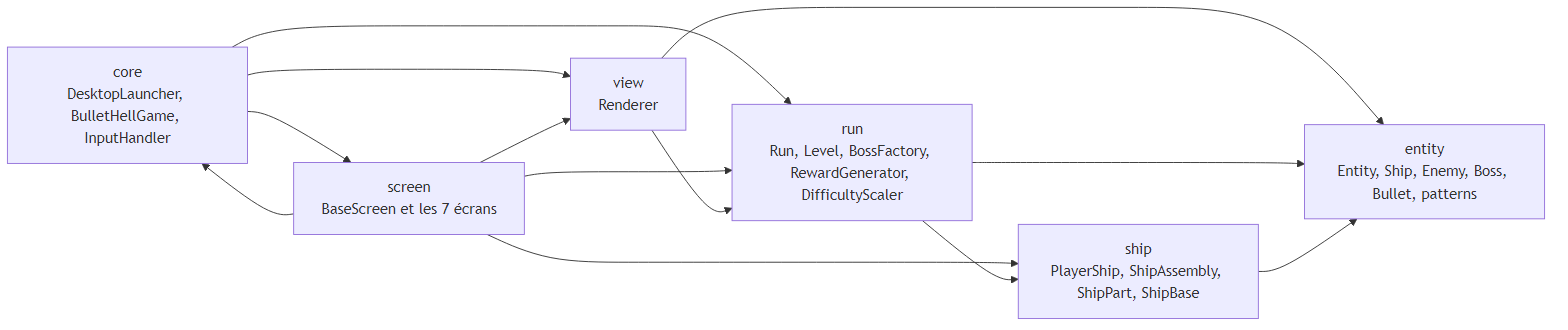 core
DesktopLauncher,
BulletHellGame,
InputHandler
screen
BaseScreen et les 7 écrans
view
Renderer
run
Run, Level, BossFactory,
RewardGenerator,
DifficultyScaler
ship
PlayerShip, ShipAssembly,
ShipPart, ShipBase
entity
Entity, Ship, Enemy, Boss,
Bullet, patterns